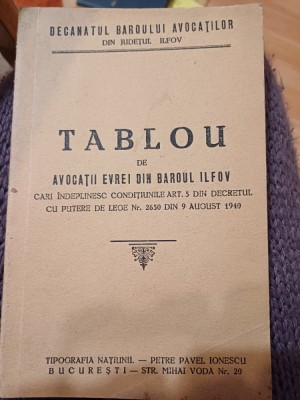 DECANATUL BAROULUI AVOCAȚILOR
DIN JUDEȚUL ILFOV
TABLOU
DE
AVOCAȚII EVREI DIN BAROUL ILFOV
CARI ÎNDEPLINESC CONDIȚIUNILE ART. 5 DIN DECRETUL
CU PUTERE DE LEGE Nr. 2650 DIN 9 AUGUST 1940
TIPOGRAFIA NAȚIUNII. — PETRE PAVEL IONESCU
BUCUREȘTI — STR. MIHAI VODA Nr. 20